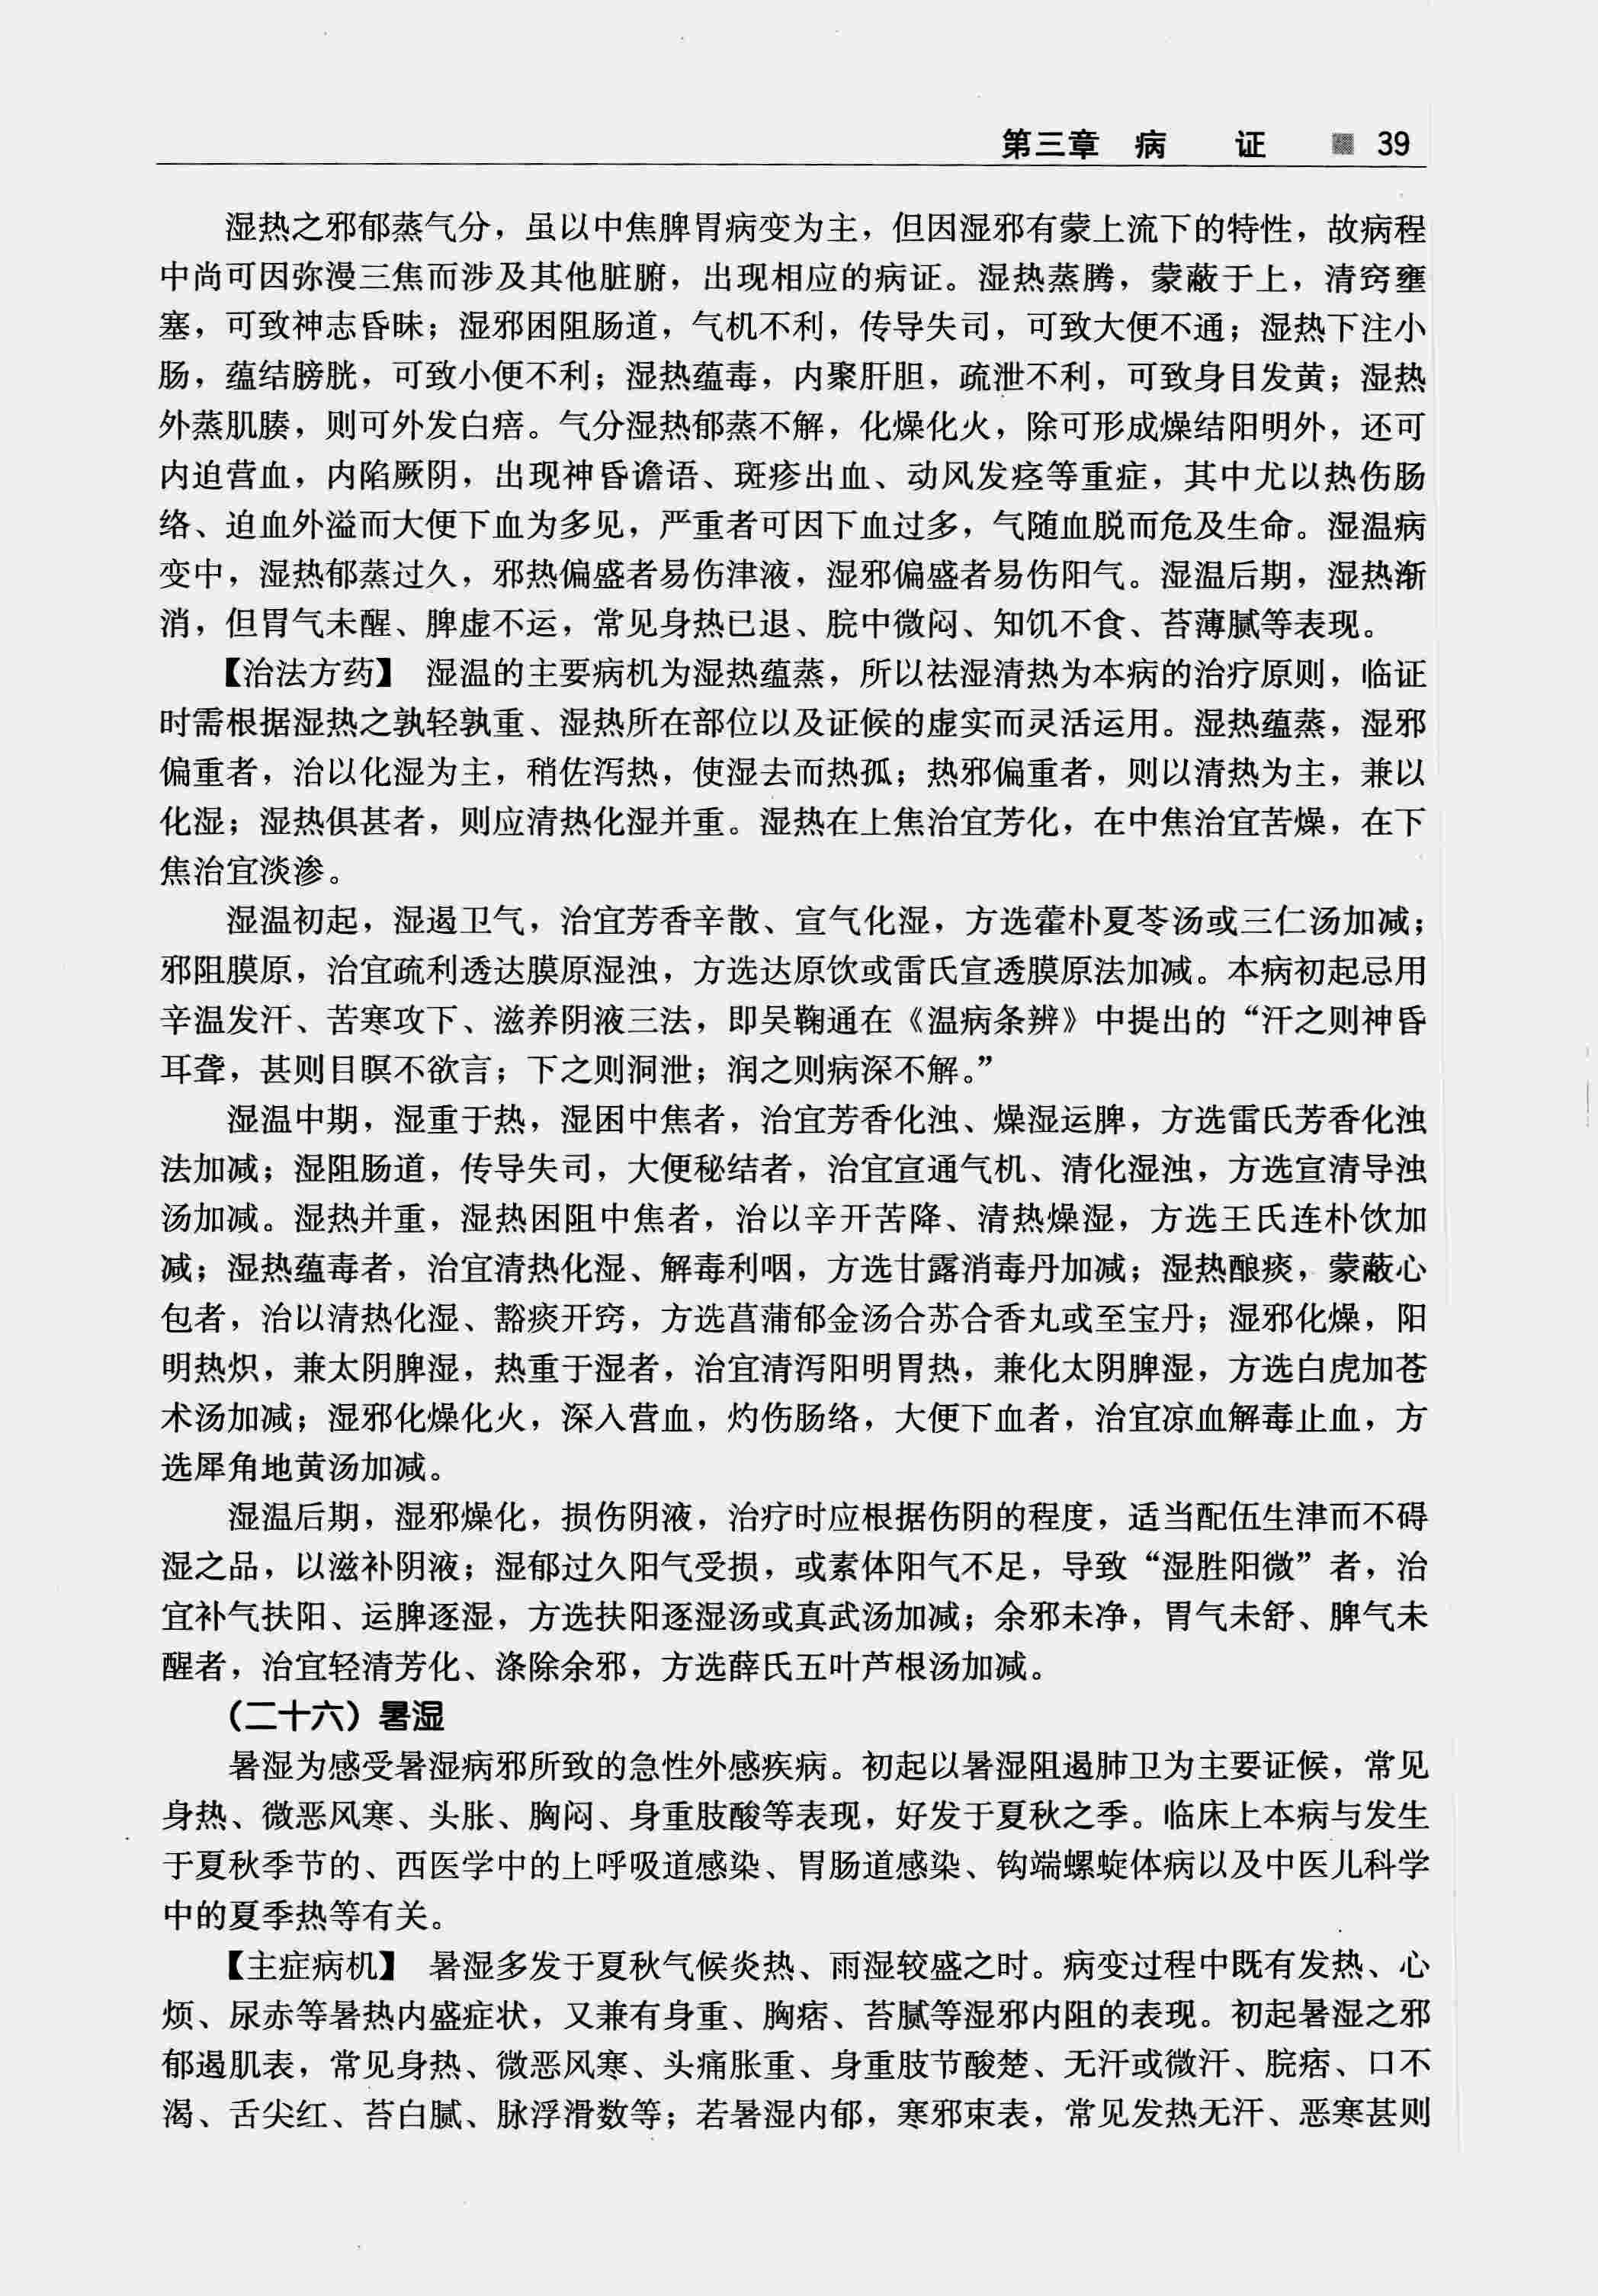 第三章 病 证 39
湿热之邪郁蒸气分，虽以中焦脾胃病变为主，但因湿邪有蒙上流下的特性，故病程
中尚可因弥漫三焦而涉及其他脏腑，出现相应的病证。湿热蒸腾，蒙蔽于上，清窍壅
塞，可致神志昏昧；湿邪困阻肠道，气机不利，传导失司，可致大便不通；湿热下注小
肠，蕴结膀胱，可致小便不利；湿热蕴毒，内聚肝胆，疏泄不利，可致身目发黄；湿热
外蒸肌腠，则可外发白㾦。气分湿热郁蒸不解，化燥化火，除可形成燥结阳明外，还可
内迫营血，内陷厥阴，出现神昏谵语、斑疹出血、动风发痉等重症，其中尤以热伤肠
络、迫血外溢而大便下血为多见，严重者可因下血过多，气随血脱而危及生命。湿温病
变中，湿热郁蒸过久，邪热偏盛者易伤津液，湿邪偏盛者易伤阳气。湿温后期，湿热渐
消，但胃气未醒、脾虚不运，常见身热已退、脘中微闷、知饥不食、苔薄腻等表现。
【治法方药】 湿温的主要病机为湿热蕴蒸，所以祛湿清热为本病的治疗原则，临证
时需根据湿热之孰轻孰重、湿热所在部位以及证候的虚实而灵活运用。湿热蕴蒸，湿邪
偏重者，治以化湿为主，稍佐泻热，使湿去而热孤；热邪偏重者，则以清热为主，兼以
化湿；湿热俱甚者，则应清热化湿并重。湿热在上焦治宜芳化，在中焦治宜苦燥，在下
焦治宜淡渗。
湿温初起，湿遏卫气，治宜芳香辛散、宣气化湿，方选藿朴夏苓汤或三仁汤加减；
邪阻膜原，治宜疏利透达膜原湿浊，方选达原饮或雷氏宣透膜原法加减。本病初起忌用
辛温发汗、苦寒攻下、滋养阴液三法，即吴鞠通在《温病条辨》中提出的“汗之则神昏
耳聋，甚则目瞑不欲言；下之则洞泄；润之则病深不解。”
湿温中期，湿重于热，湿困中焦者，治宜芳香化浊、燥湿运脾，方选雷氏芳香化浊
法加减；湿阻肠道，传导失司，大便秘结者，治宜宣通气机、清化湿浊，方选宣清导浊
汤加减。湿热并重，湿热困阻中焦者，治以辛开苦降、清热燥湿，方选王氏连朴饮加
减；湿热蕴毒者，治宜清热化湿、解毒利咽，方选甘露消毒丹加减；湿热酿痰，蒙蔽心
包者，治以清热化湿、豁痰开窍，方选菖蒲郁金汤合苏合香丸或至宝丹；湿邪化燥，阳
明热炽，兼太阴脾湿，热重于湿者，治宜清泻阳明胃热，兼化太阴脾湿，方选白虎加苍
术汤加减；湿邪化燥化火，深入营血，灼伤肠络，大便下血者，治宜凉血解毒止血，方
选犀角地黄汤加减。
湿温后期，湿邪燥化，损伤阴液，治疗时应根据伤阴的程度，适当配伍生津而不碍
湿之品，以滋补阴液；湿郁过久阳气受损，或素体阳气不足，导致“湿胜阳微”者，治
宜补气扶阳、运脾逐湿，方选扶阳逐湿汤或真武汤加减；余邪未净，胃气未舒、脾气未
醒者，治宜轻清芳化、涤除余邪，方选薛氏五叶芦根汤加减。
（二十六）暑湿
暑湿为感受暑湿病邪所致的急性外感疾病。初起以暑湿阻遏肺卫为主要证候，常见
身热、微恶风寒、头胀、胸闷、身重肢酸等表现，好发于夏秋之季。临床上本病与发生
于夏秋季节的、西医学中的上呼吸道感染、胃肠道感染、钩端螺蜁体病以及中医儿科学
中的夏季热等有关。
【主症病机】 暑湿多发于夏秋气候炎热、雨湿较盛之时。病变过程中既有发热、心
烦、尿赤等暑热内盛症状，又兼有身重、胸痞、苔腻等湿邪内阻的表现。初起暑湿之邪
郁遏肌表，常见身热、微恶风寒、头痛胀重、身重肢节酸楚、无汗或微汗、脘痞、口不
渴、舌尖红、苔白腻、脉浮滑数等；若暑湿内郁，寒邪束表，常见发热无汗、恶寒甚则